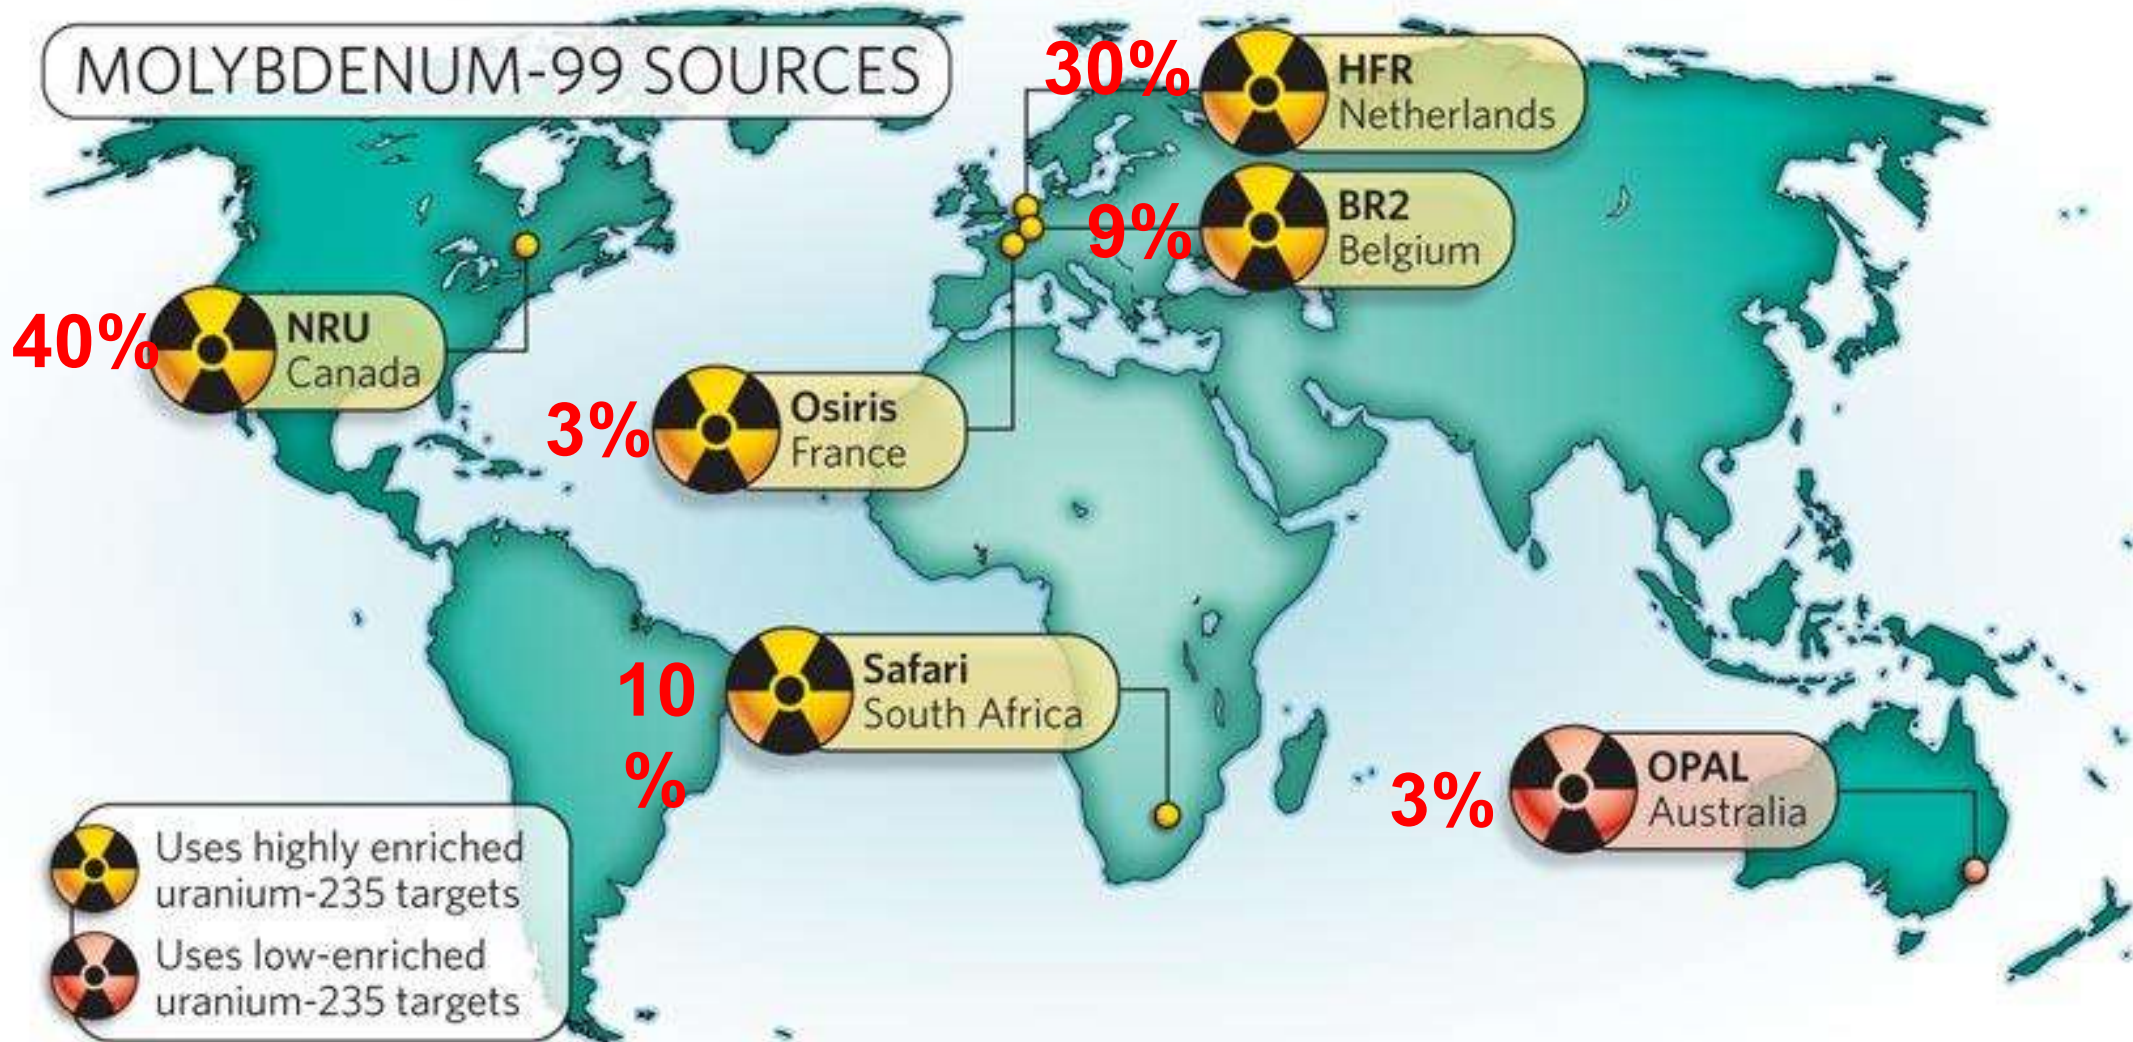 MOLYBDENUM-99 SOURCES
30%
HFR
Netherlands
9%
BR2
Belgium
40%
NRU
Canada
3%
Osiris
France
10
%
Safari
South Africa
3%
OPAL
Australia
Uses highly enriched
uranium-235 targets
Uses low-enriched
uranium-235 targets